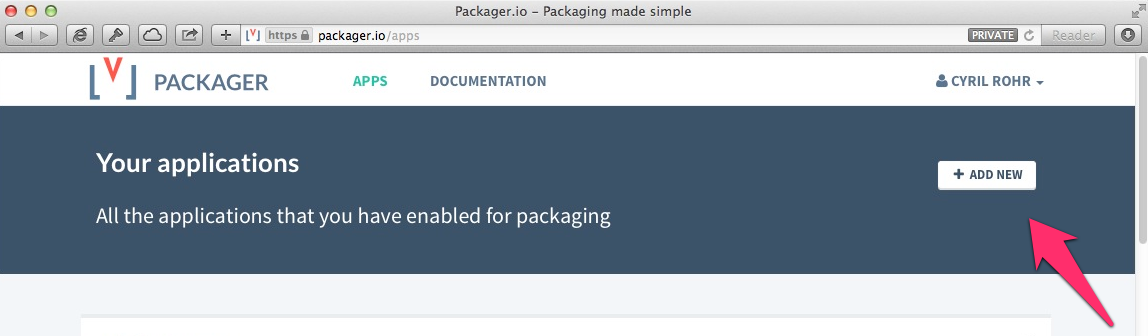 Packager.io – Packaging made simple
https packager.io/apps PRIVATE Reader
[V] PACKAGER APPS DOCUMENTATION CYRIL ROHR
Your applications
+ ADD NEW
All the applications that you have enabled for packaging